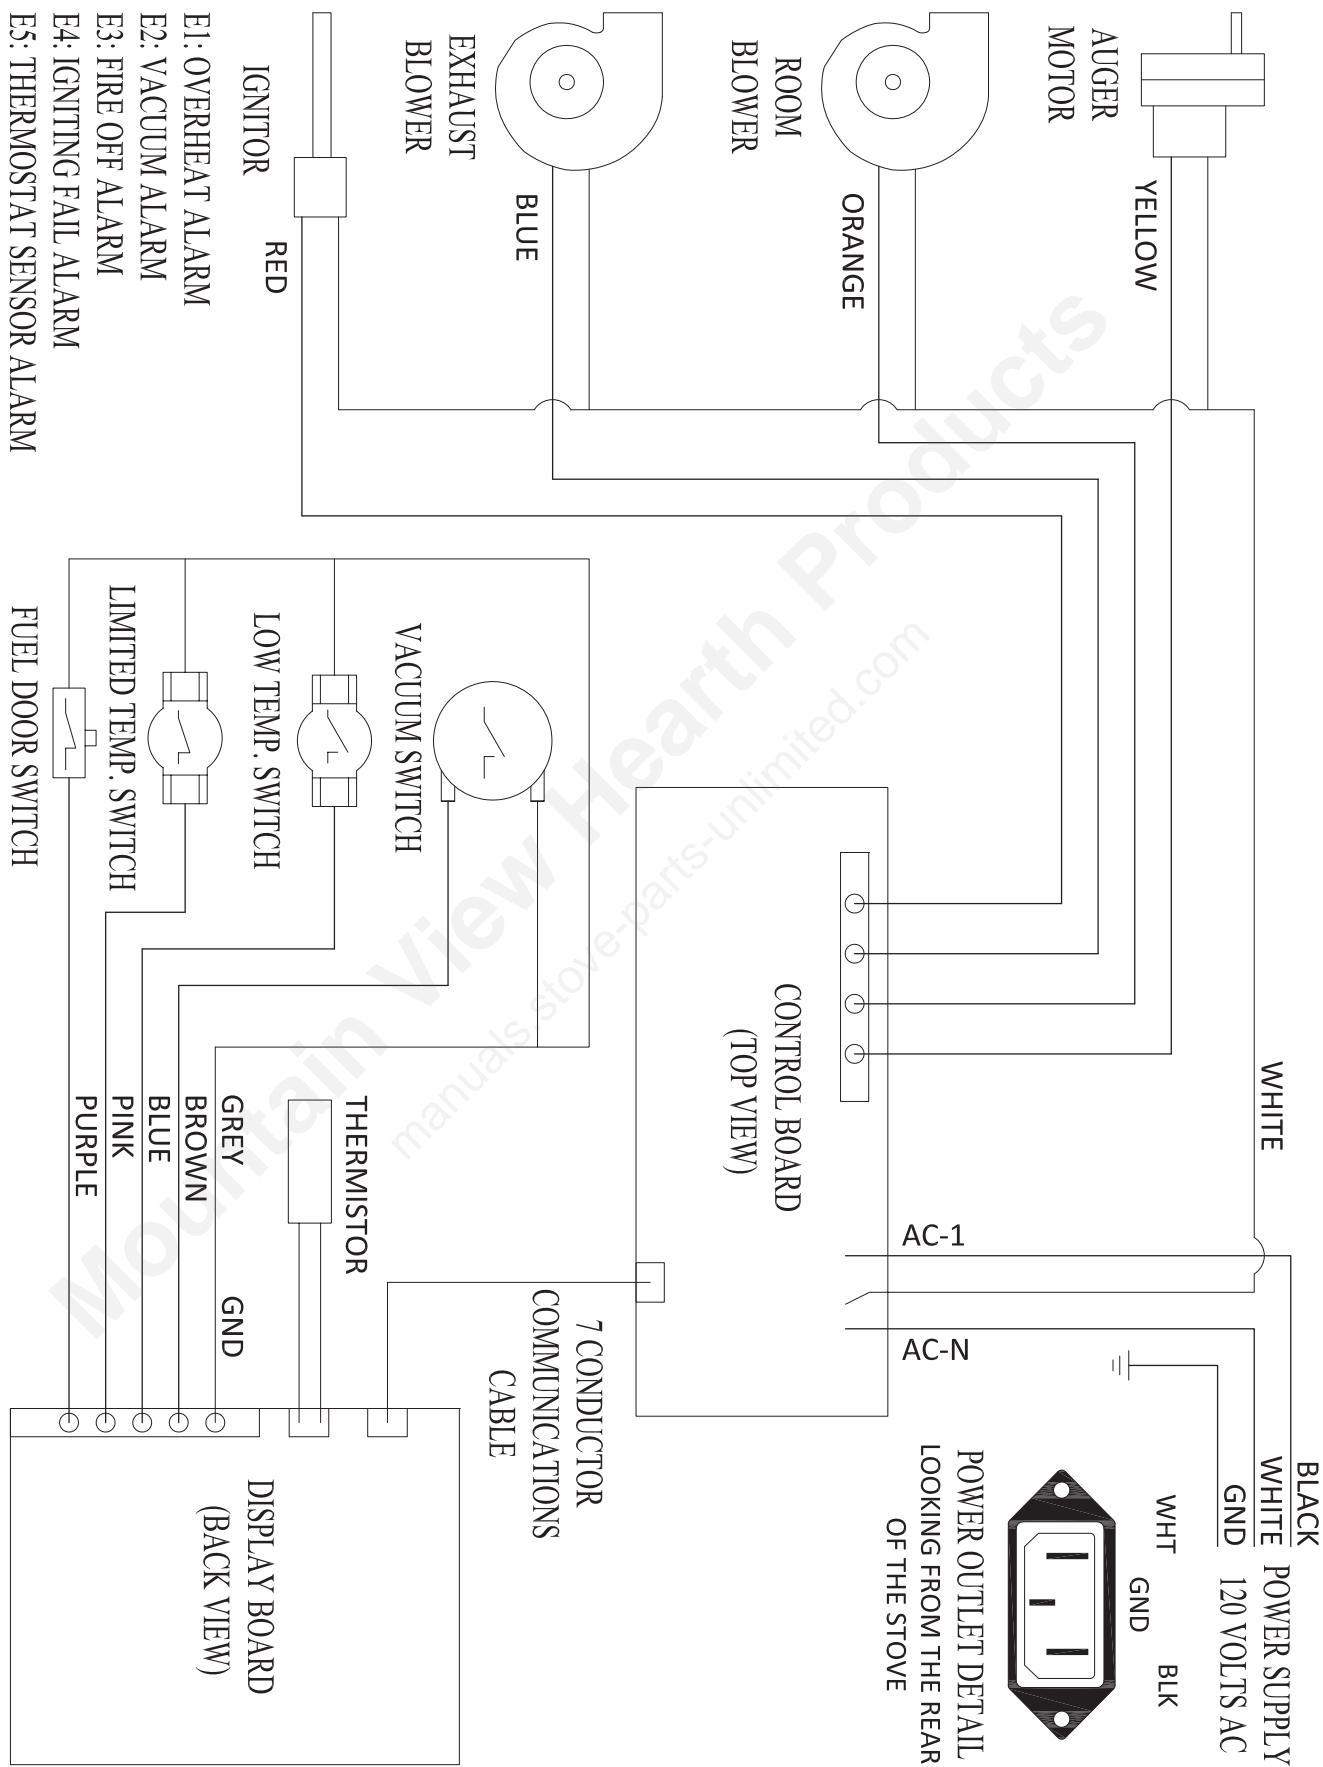 AUGER
MOTOR
YELLOW
ROOM
BLOWER
ORANGE
EXHAUST
BLOWER
BLUE
IGNITOR
RED
E1: OVERHEAT ALARM
E2: VACUUM ALARM
E3: FIRE OFF ALARM
E4: IGNITING FAIL ALARM
E5: THERMOSTAT SENSOR ALARM
WHITE
CONTROL BOARD
(TOP VIEW)
AC-1
AC-N
VACUUM SWITCH
LOW TEMP. SWITCH
LIMITED TEMP. SWITCH
FUEL DOOR SWITCH
THERMISTOR
GREY
GND
BROWN
BLUE
PINK
PURPLE
7 CONDUCTOR
COMMUNICATIONS
CABLE
BLACK
WHITE
GND
POWER SUPPLY
120 VOLTS AC
WHT
GND
BLK
POWER OUTLET DETAIL
LOOKING FROM THE REAR
OF THE STOVE
DISPLAY BOARD
(BACK VIEW)
Mountain View Hearth Products
manuals.stove-parts-unlimited.com